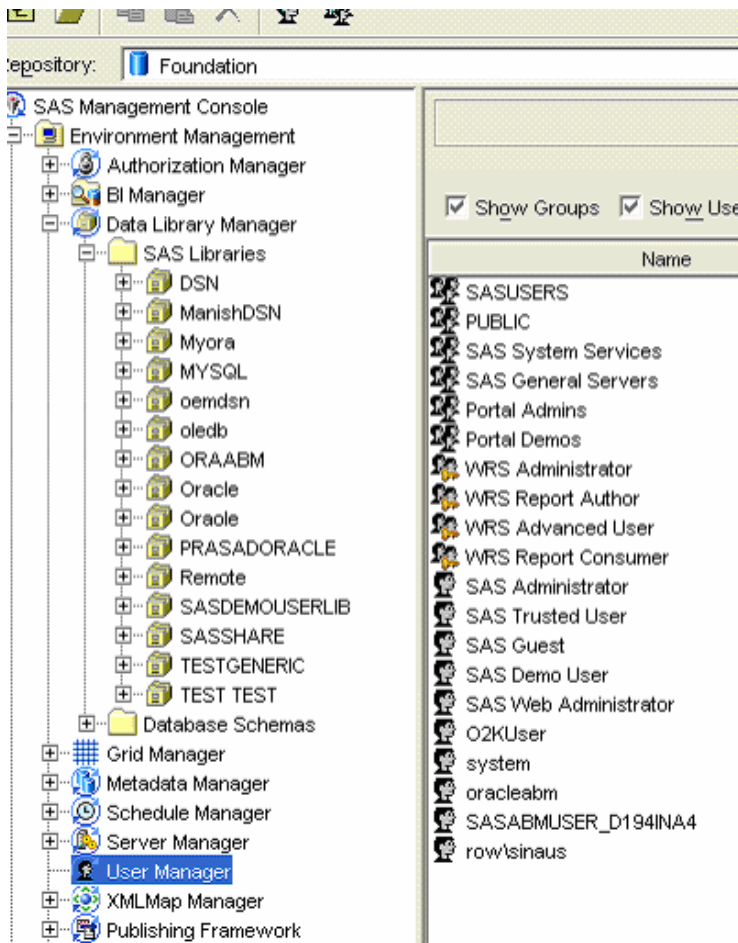 Repository: Foundation
SAS Management Console
Environment Management
Authorization Manager
BI Manager
Data Library Manager
SAS Libraries
DSN
ManishDSN
Myora
MYSQL
oemdsn
oledb
ORAABM
Oracle
Oraole
PRASADORACLE
Remote
SASDEMOUSERLIB
SASSHARE
TESTGENERIC
TEST TEST
Database Schemas
Grid Manager
Metadata Manager
Schedule Manager
Server Manager
User Manager
XMLMap Manager
Publishing Framework
Show Groups Show Use
Name
SASUSERS
PUBLIC
SAS System Services
SAS General Servers
Portal Admins
Portal Demos
WRS Administrator
WRS Report Author
WRS Advanced User
WRS Report Consumer
SAS Administrator
SAS Trusted User
SAS Guest
SAS Demo User
SAS Web Administrator
O2KUser
system
oracleabm
SASABMUSER_D194INA4
row\sinaus